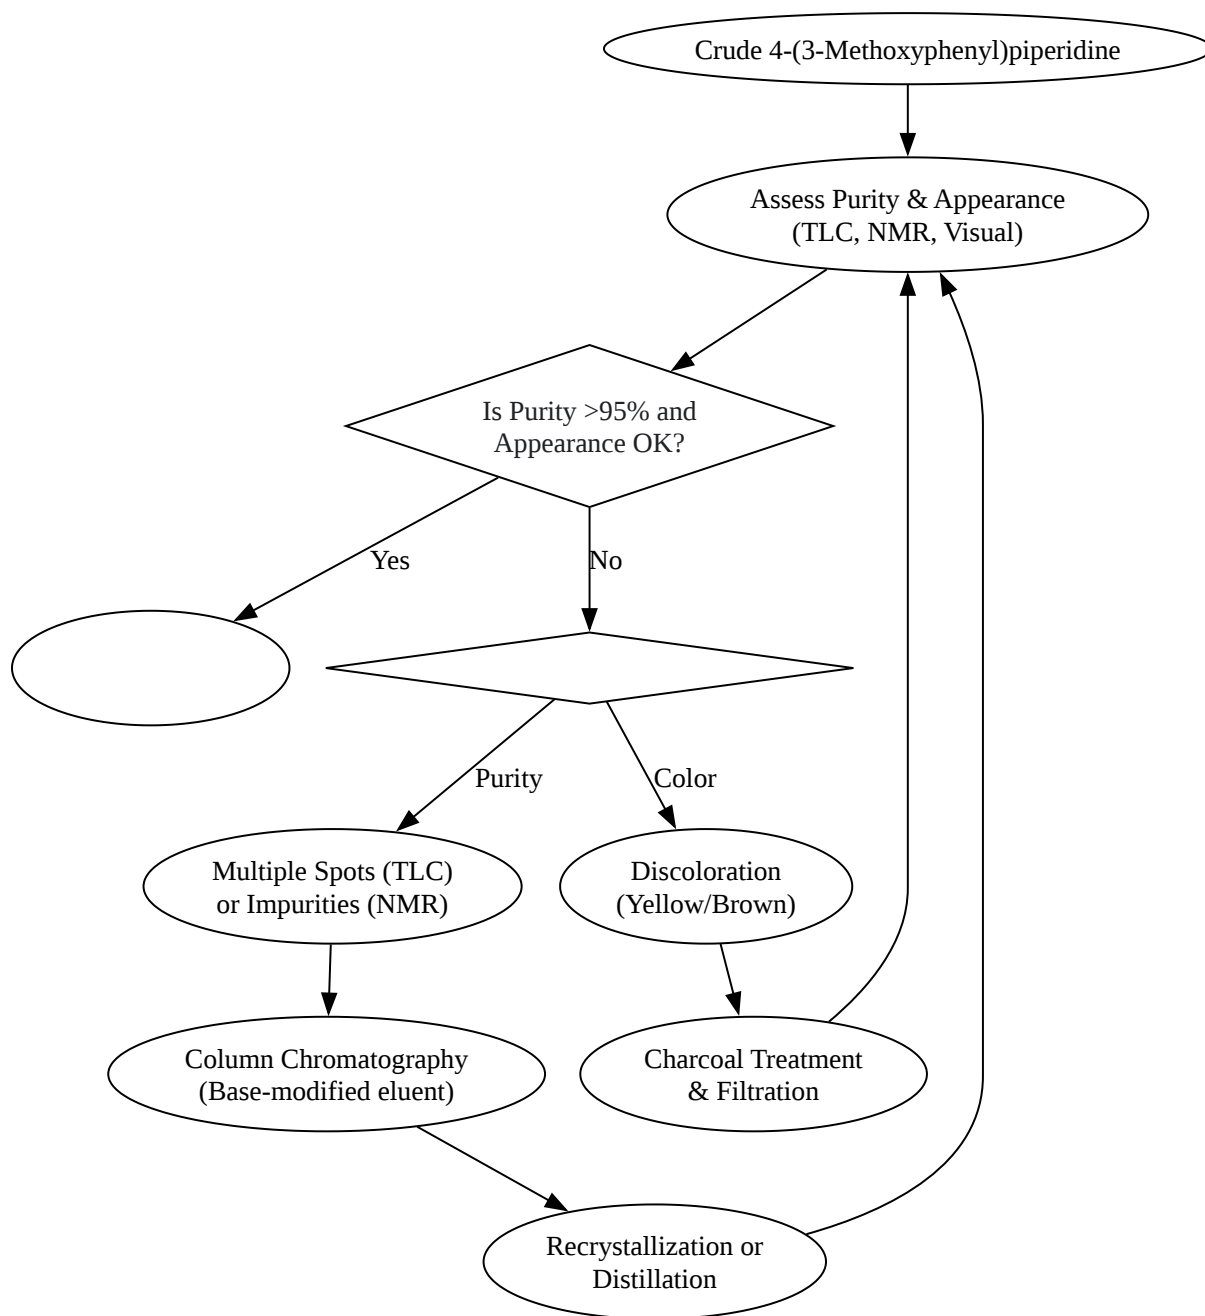 Crude 4-(3-Methoxyphenyl)piperidine
Assess Purity & Appearance
(TLC, NMR, Visual)
Is Purity >95% and
Appearance OK?
Yes
No
Purity
Color
Multiple Spots (TLC)
or Impurities (NMR)
Discoloration
(Yellow/Brown)
Column Chromatography
(Base-modified eluent)
Charcoal Treatment
& Filtration
Recrystallization or
Distillation